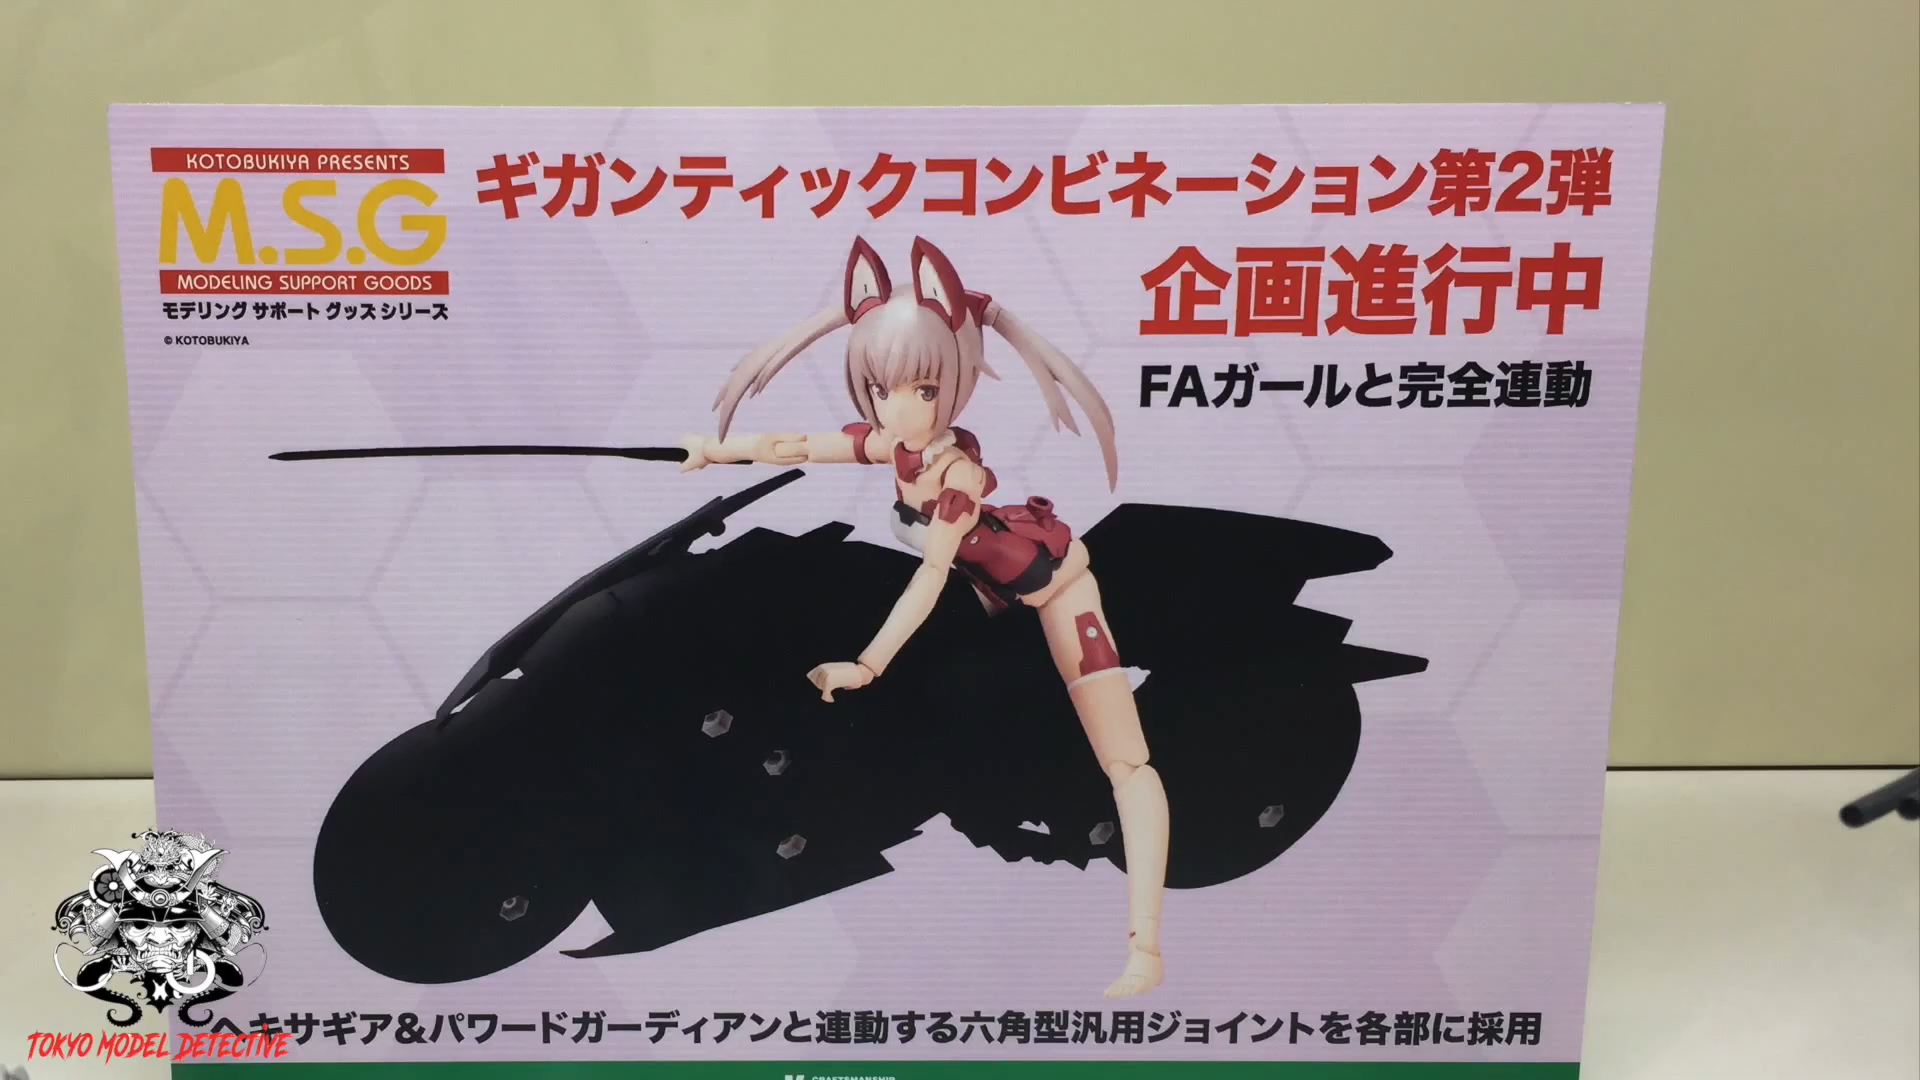 KOTOBUKIYA PRESENTS
M.S.G
MODELING SUPPORT GOODS
モデリング サポート グッズ シリーズ
© KOTOBUKIYA
ギガンティックコンビネーション第2弾
企画進行中
FAガールと完全連動
ヘキサギア&パワードガーディアンと連動する六角型汎用ジョイントを各部に採用
TOKYO MODEL DETECTIVE
CRAFTSMANSHIP